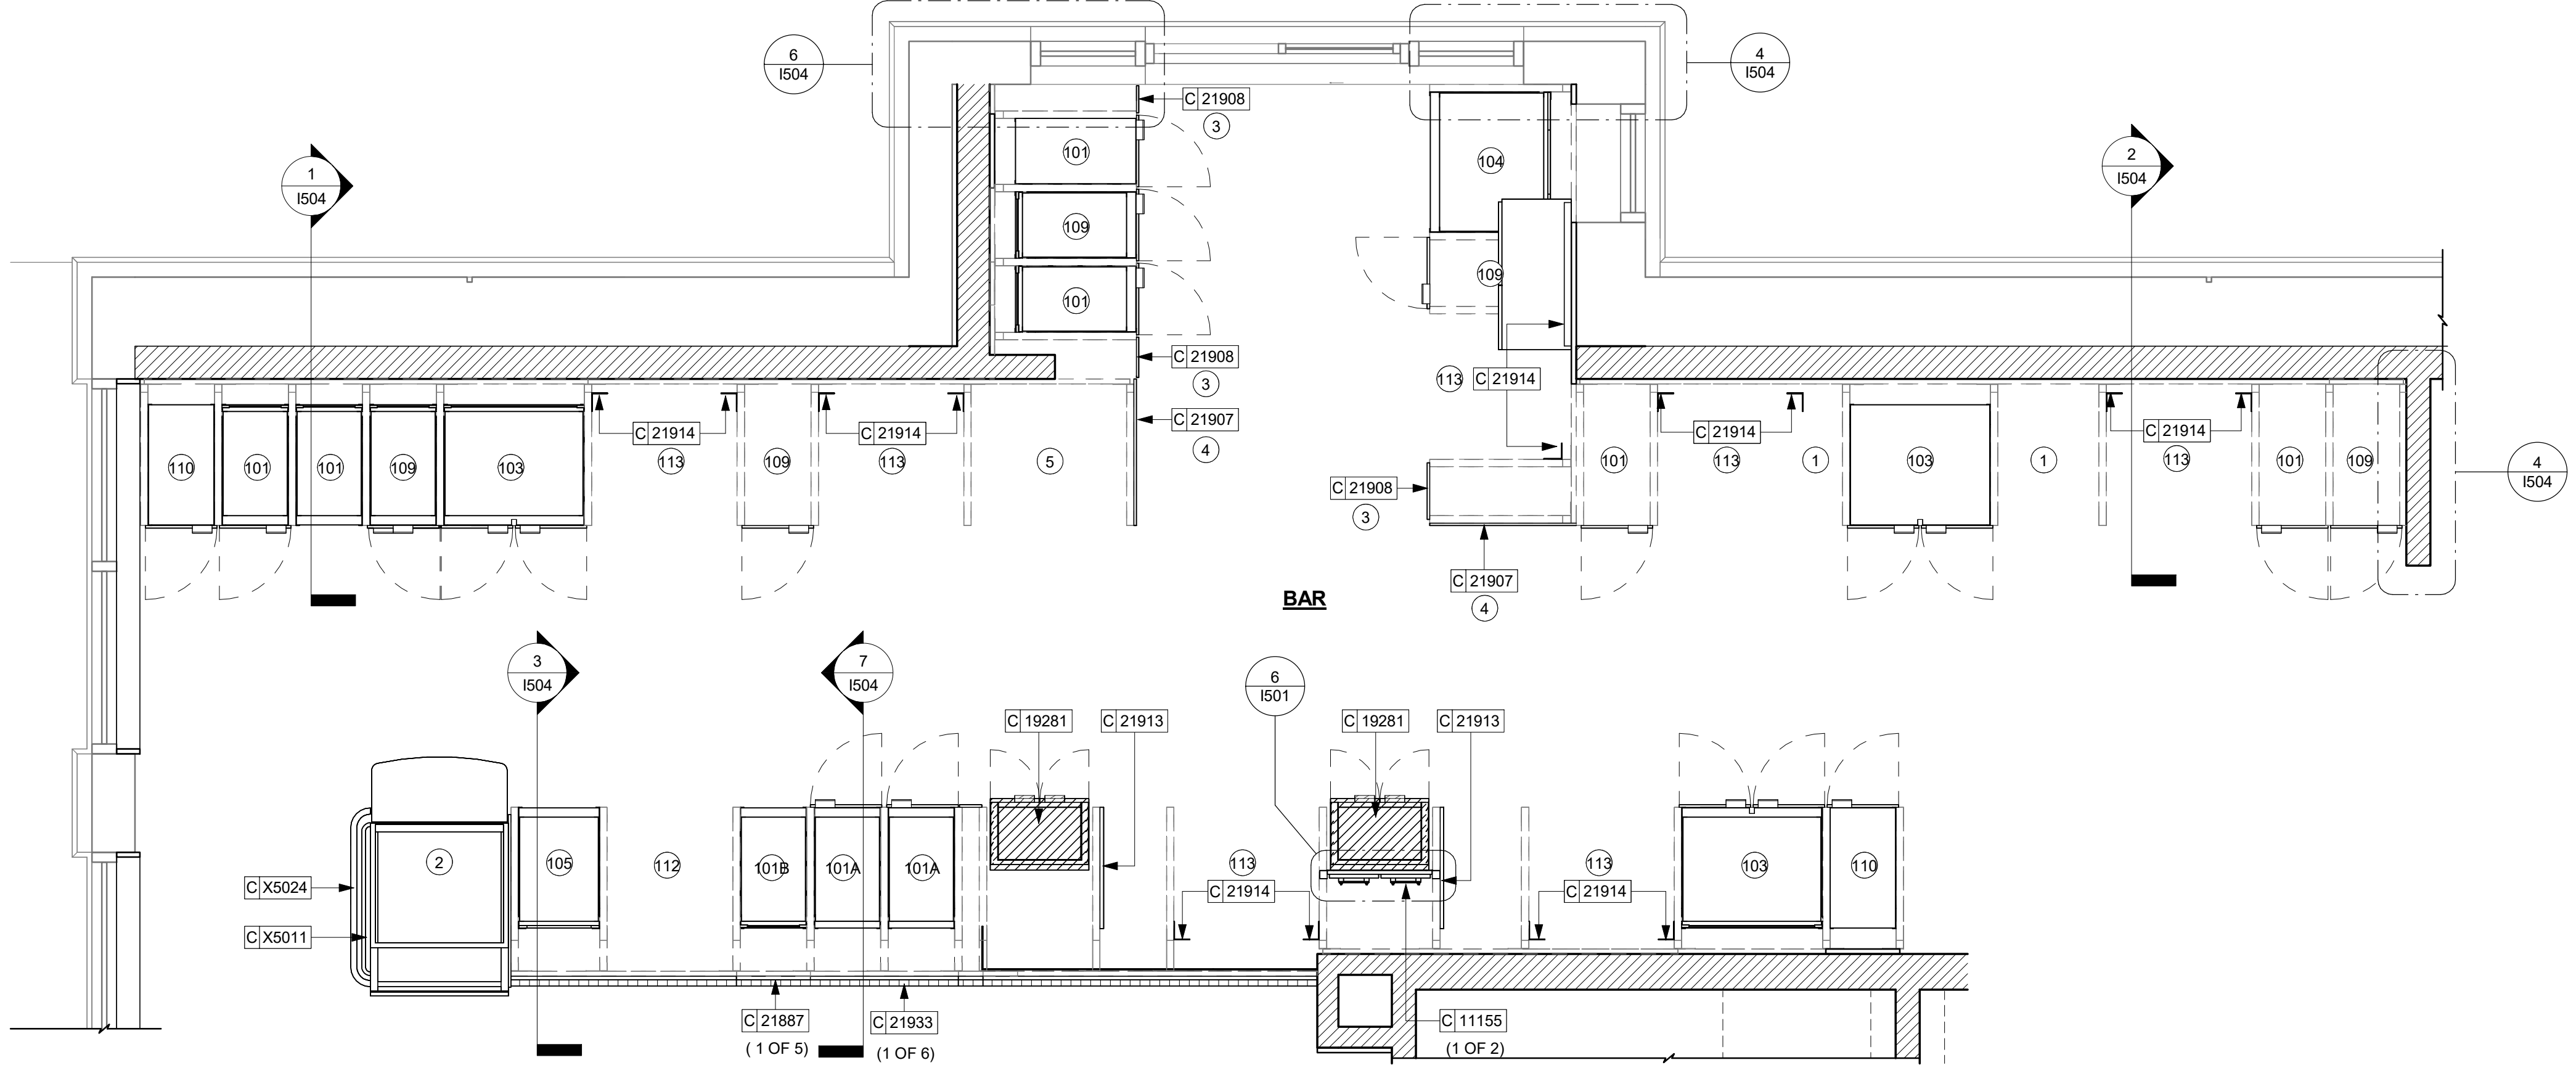 6
I504
4
I504
C 21908
3
101
104
2
I504
1
I504
109
109
101
C 21908
3
113
C 21914
C 21907
4
C 21914
113
C 21914
113
C 21914
113
C 21914
113
110
101
101
109
103
109
5
101
1
103
1
101
109
4
I504
C 21908
3
C 21907
4
BAR
3
I504
7
I504
6
I501
C 19281
C 21913
C 19281
C 21913
2
105
112
101B
101A
101A
113
C 21914
113
C 21914
103
110
C X5024
C X5011
C 21887
( 1 OF 5)
C 21933
(1 OF 6)
C 11155
(1 OF 2)